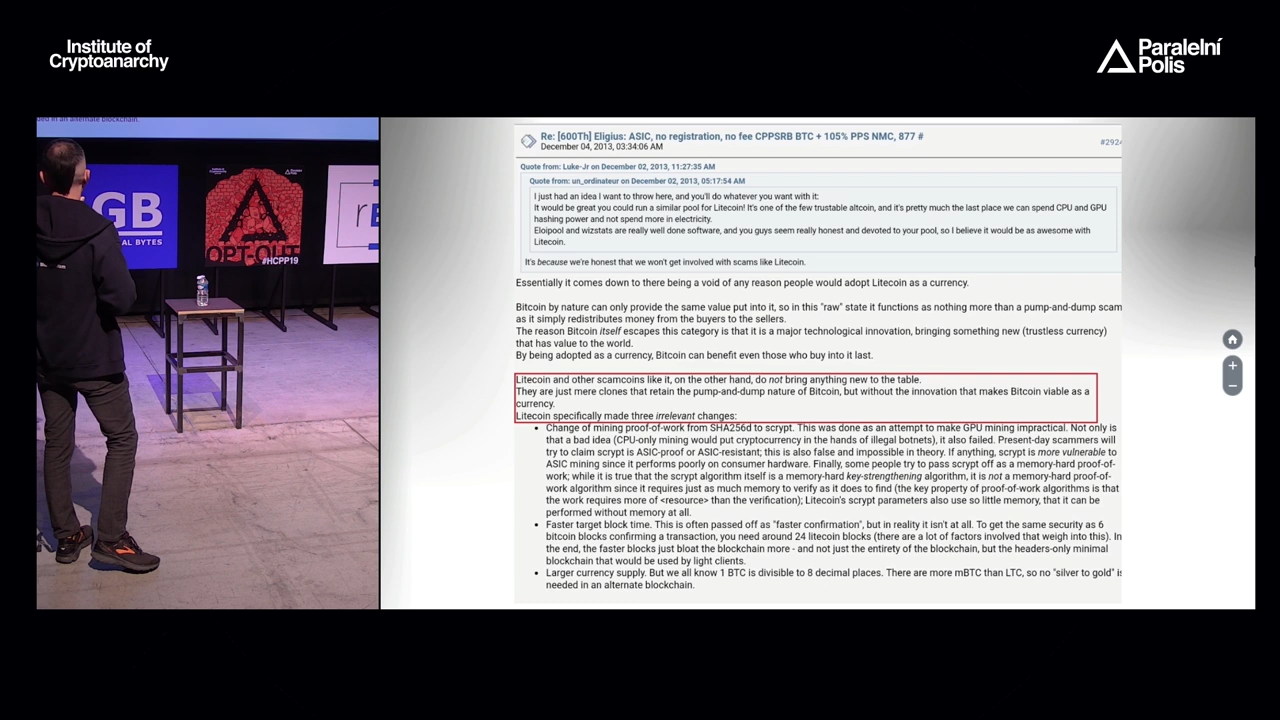 Institute of
Cryptoanarchy
Paralelní
Polis
ded in an alternate blockchain.
GB
AL BYTES
OPT-OUT
#HCPP19
Re: [600Th] Eligius: ASIC, no registration, no fee CPPSRB BTC + 105% PPS NMC, 877 #
December 04, 2013, 03:34:06 AM
#292
Quote from: Luke-Jr on December 02, 2013, 11:27:35 AM
Quote from: un_ordinateur on December 02, 2013, 05:17:54 AM
I just had an idea I want to throw here, and you'll do whatever you want with it:
It would be great you could run a similar pool for Litecoin! It's one of the few trustable altcoin, and it's pretty much the last place we can spend CPU and GPU
hashing power and not spend more in electricity.
Eloipool and wizstats are really well done software, and you guys seem really honest and devoted to your pool, so I believe it would be as awesome with
Litecoin.
It's because we're honest that we won't get involved with scams like Litecoin.
Essentially it comes down to there being a void of any reason people would adopt Litecoin as a currency.
Bitcoin by nature can only provide the same value put into it, so in this "raw" state it functions as nothing more than a pump-and-dump scam
as it simply redistributes money from the buyers to the sellers.
The reason Bitcoin itself escapes this category is that it is a major technological innovation, bringing something new (trustless currency)
that has value to the world.
By being adopted as a currency, Bitcoin can benefit even those who buy into it last.
Litecoin and other scamcoins like it, on the other hand, do not bring anything new to the table.
They are just mere clones that retain the pump-and-dump nature of Bitcoin, but without the innovation that makes Bitcoin viable as a
currency.
Litecoin specifically made three irrelevant changes:
• Change of mining proof-of-work from SHA256d to scrypt. This was done as an attempt to make GPU mining impractical. Not only is
that a bad idea (CPU-only mining would put cryptocurrency in the hands of illegal botnets), it also failed. Present-day scammers will
try to claim scrypt is ASIC-proof or ASIC-resistant; this is also false and impossible in theory. If anything, scrypt is more vulnerable to
ASIC mining since it performs poorly on consumer hardware. Finally, some people try to pass scrypt off as a memory-hard proof-of-
work; while it is true that the scrypt algorithm itself is a memory-hard key-strengthening algorithm, it is not a memory-hard proof-of-
work algorithm since it requires just as much memory to verify as it does to find (the key property of proof-of-work algorithms is that
the work requires more of <resource> than the verification); Litecoin's scrypt parameters also use so little memory, that it can be
performed without memory at all.
• Faster target block time. This is often passed off as "faster confirmation", but in reality it isn't at all. To get the same security as 6
bitcoin blocks confirming a transaction, you need around 24 litecoin blocks (there are a lot of factors involved that weigh into this). In
the end, the faster blocks just bloat the blockchain more - and not just the entirety of the blockchain, but the headers-only minimal
blockchain that would be used by light clients.
• Larger currency supply. But we all know 1 BTC is divisible to 8 decimal places. There are more mBTC than LTC, so no "silver to gold" is
needed in an alternate blockchain.